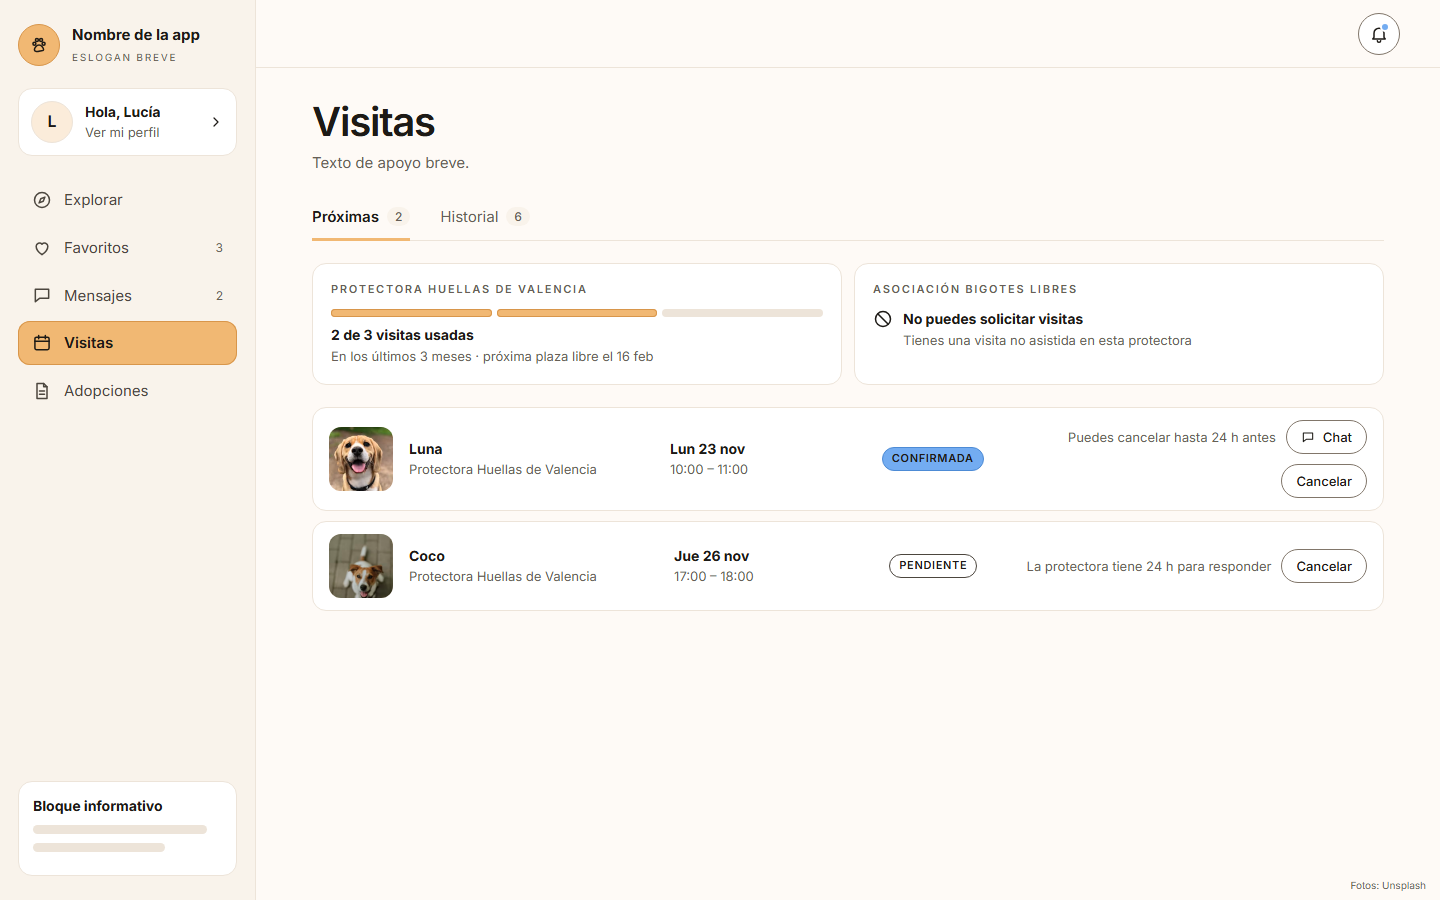 Nombre de la app
ESLOGAN BREVE
L
Hola, Lucía
Ver mi perfil
Explorar
Favoritos 3
Mensajes 2
Visitas
Adopciones
Bloque informativo
Visitas
Texto de apoyo breve.
Próximas 2 Historial 6
PROTECTORA HUELLAS DE VALENCIA
2 de 3 visitas usadas
En los últimos 3 meses · próxima plaza libre el 16 feb
ASOCIACIÓN BIGOTES LIBRES
No puedes solicitar visitas
Tienes una visita no asistida en esta protectora
Luna
Protectora Huellas de Valencia
Lun 23 nov
10:00 – 11:00
CONFIRMADA
Puedes cancelar hasta 24 h antes
Chat
Cancelar
Coco
Protectora Huellas de Valencia
Jue 26 nov
17:00 – 18:00
PENDIENTE
La protectora tiene 24 h para responder
Cancelar
Fotos: Unsplash